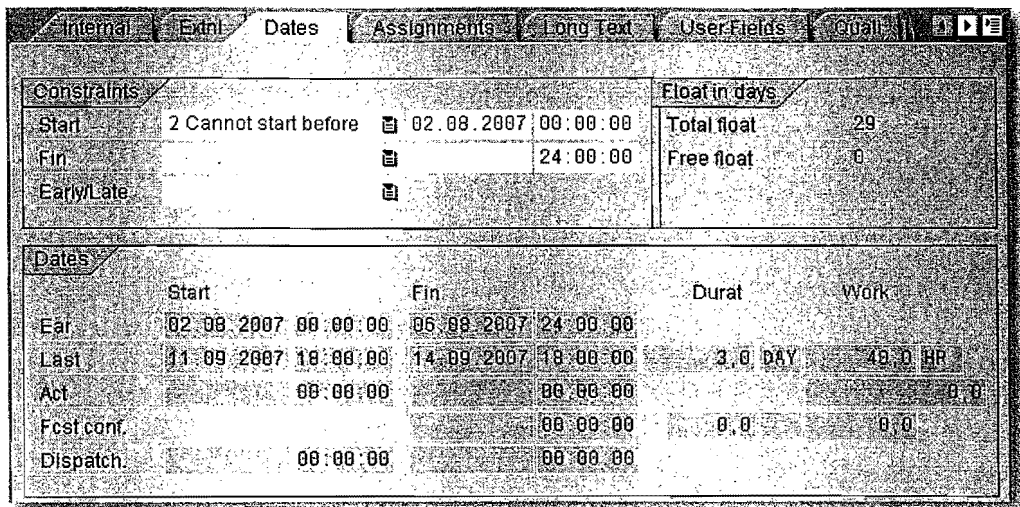 Internal Extnl Dates Assignments Long Text User Fields Quali
Constraints
Start 2 Cannot start before 02.08.2007 00:00:00
Fin 24:00:00
Early/Late
Float in days
Total float 29
Free float 0
Dates
Start Fin Durat Work
Ear. 02.08.2007 00:00:00 06.08.2007 24:00:00
Last 11.09.2007 18:00:00 14.09.2007 18:00:00 3,0 DAY HR
Act 00:00:00 00:00:00 0,0
Fcst conf. 00:00:00 0,0 0,0
Dispatch. 00:00:00 00:00:00